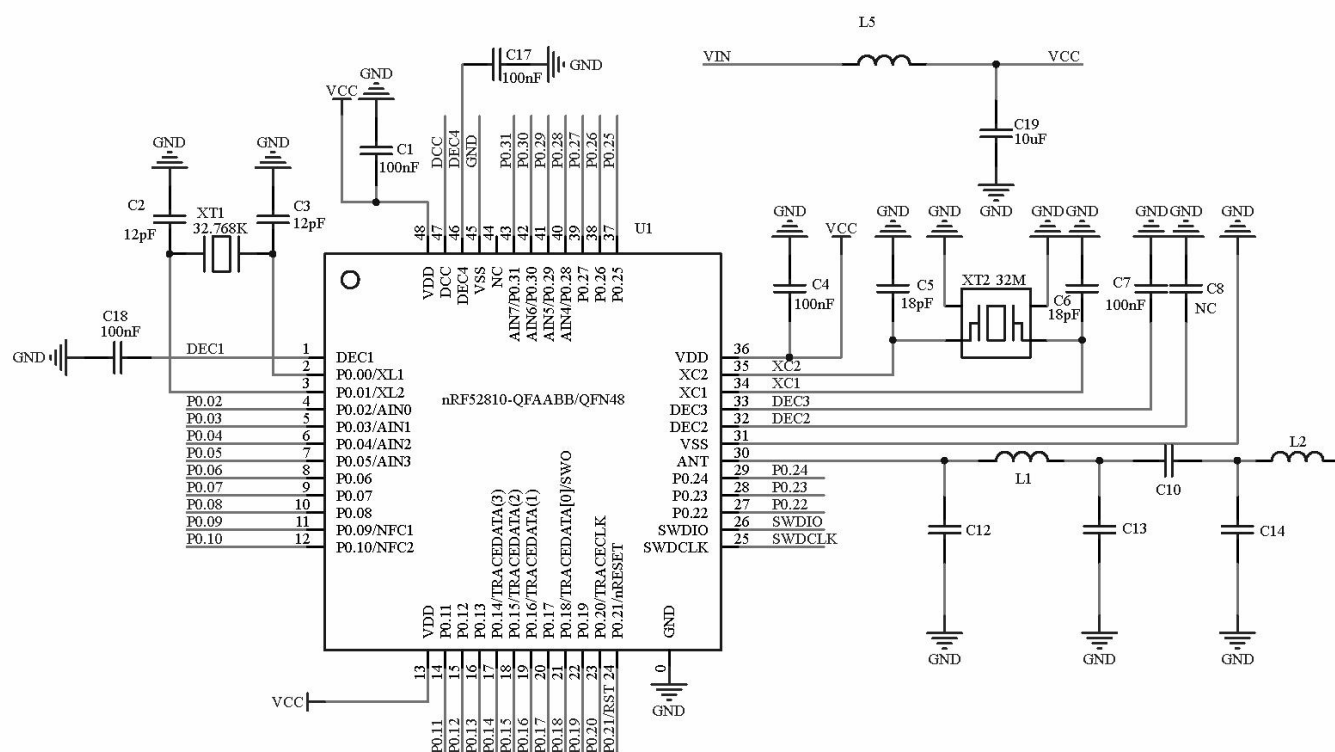 L5
VIN
VCC
C19
10uF
GND
C17
100nF
GND
GND
VCC
C1
100nF
DCC
DEC4
GND
P0.31
P0.30
P0.29
P0.28
P0.27
P0.26
P0.25
GND
GND
C2
12pF
XT1
32.768K
C3
12pF
48
47
46
45
44
43
42
41
40
39
38
37
U1
VDD
DCC
DEC4
VSS
NC
AIN7/P0.31
AIN6/P0.30
AIN5/P0.29
AIN4/P0.28
P0.27
P0.26
P0.25
GND
VCC
GND
GND
GND
GND
GND
GND
C4
100nF
C5
18pF
XT2 32M
C6
18pF
C7
100nF
C8
NC
C18
100nF
GND
DEC1
1 DEC1
2 P0.00/XL1
3 P0.01/XL2
P0.02 4 P0.02/AIN0
P0.03 5 P0.03/AIN1
P0.04 6 P0.04/AIN2
P0.05 7 P0.05/AIN3
P0.06 8 P0.06
P0.07 9 P0.07
P0.08 10 P0.08
P0.09 11 P0.09/NFC1
P0.10 12 P0.10/NFC2
nRF52810-QFAABB/QFN48
VDD 36
XC2 35 XC2
XC1 34 XC1
DEC3 33 DEC3
DEC2 32 DEC2
VSS 31
ANT 30
P0.24 29 P0.24
P0.23 28 P0.23
P0.22 27 P0.22
SWDIO 26 SWDIO
SWDCLK 25 SWDCLK
L1
C10
L2
C12
C13
C14
GND
GND
GND
VDD
P0.11
P0.12
P0.13
P0.14/TRACEDATA(3)
P0.15/TRACEDATA(2)
P0.16/TRACEDATA(1)
P0.17
P0.18/TRACEDATA[0]/SWO
P0.19
P0.20/TRACECLK
P0.21/nRESET
GND
13
14
15
16
17
18
19
20
21
22
23
24
0
VCC
GND
P0.11
P0.12
P0.13
P0.14
P0.15
P0.16
P0.17
P0.18
P0.19
P0.20
P0.21/RST